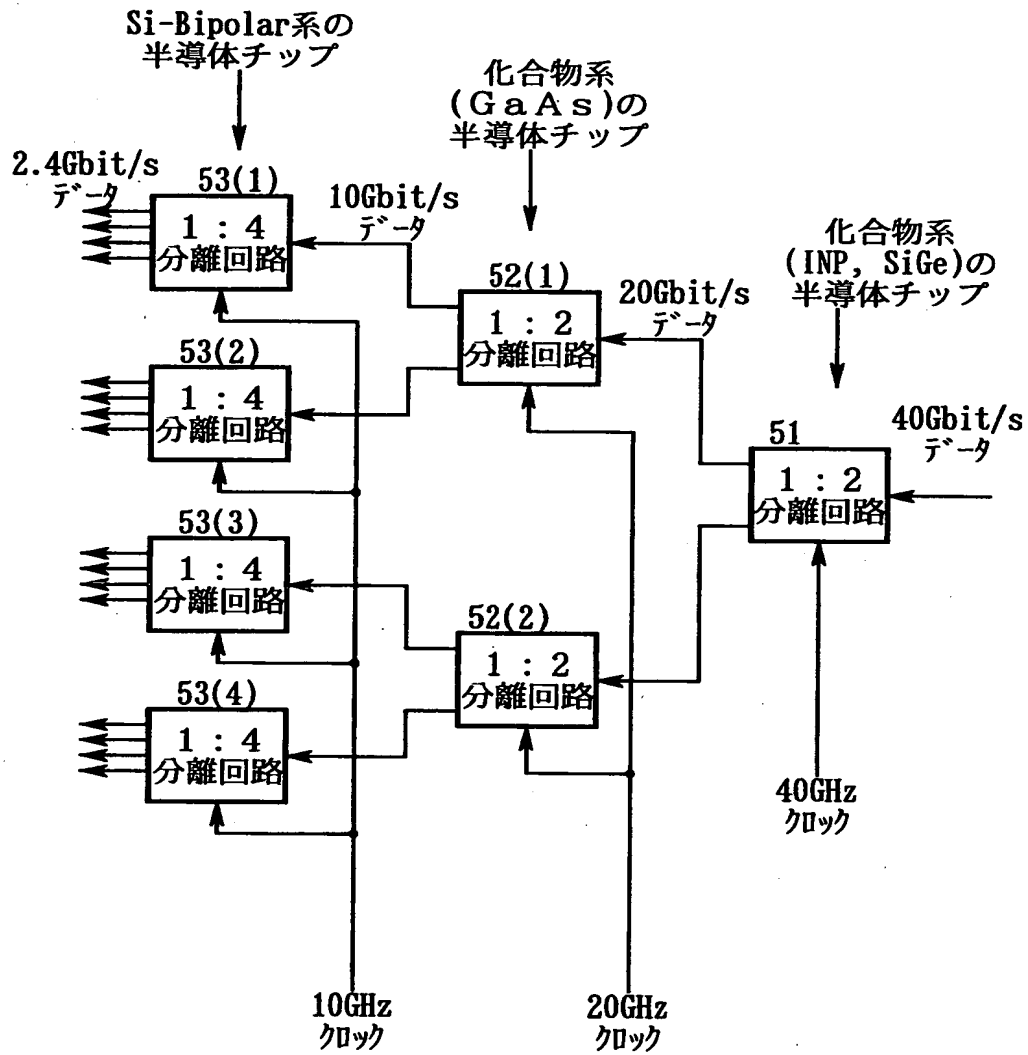 Si-Bipolar系の
半導体チップ
化合物系
(GaAs)の
半導体チップ
化合物系
(INP, SiGe)の
半導体チップ
2.4Gbit/s
ﾃﾞｰﾀ
53(1)
1 : 4
分離回路
10Gbit/s
ﾃﾞｰﾀ
52(1)
1 : 2
分離回路
20Gbit/s
ﾃﾞｰﾀ
53(2)
1 : 4
分離回路
51
1 : 2
分離回路
40Gbit/s
ﾃﾞｰﾀ
53(3)
1 : 4
分離回路
52(2)
1 : 2
分離回路
53(4)
1 : 4
分離回路
40GHz
ｸﾛｯｸ
10GHz
ｸﾛｯｸ
20GHz
ｸﾛｯｸ